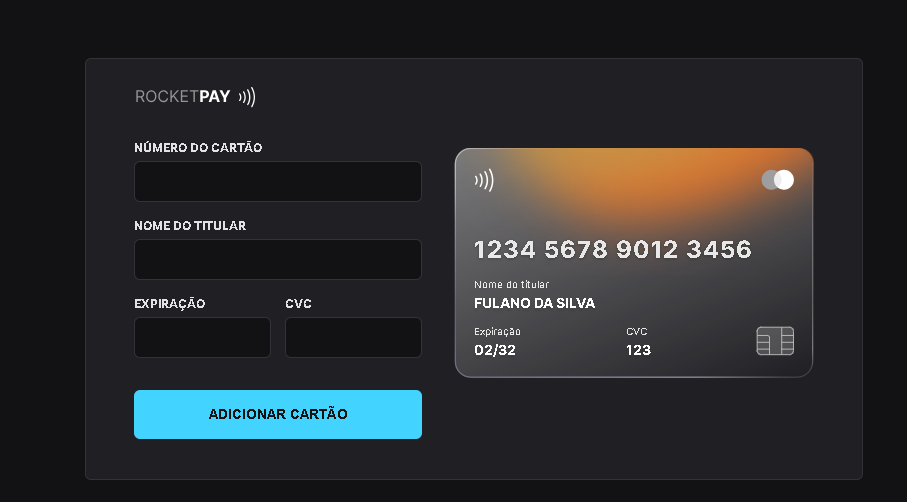 ROCKETPAY
NÚMERO DO CARTÃO
NOME DO TITULAR
EXPIRAÇÃO CVC
ADICIONAR CARTÃO
1234 5678 9012 3456
Nome do titular
FULANO DA SILVA
Expiração CVC
02/32 123